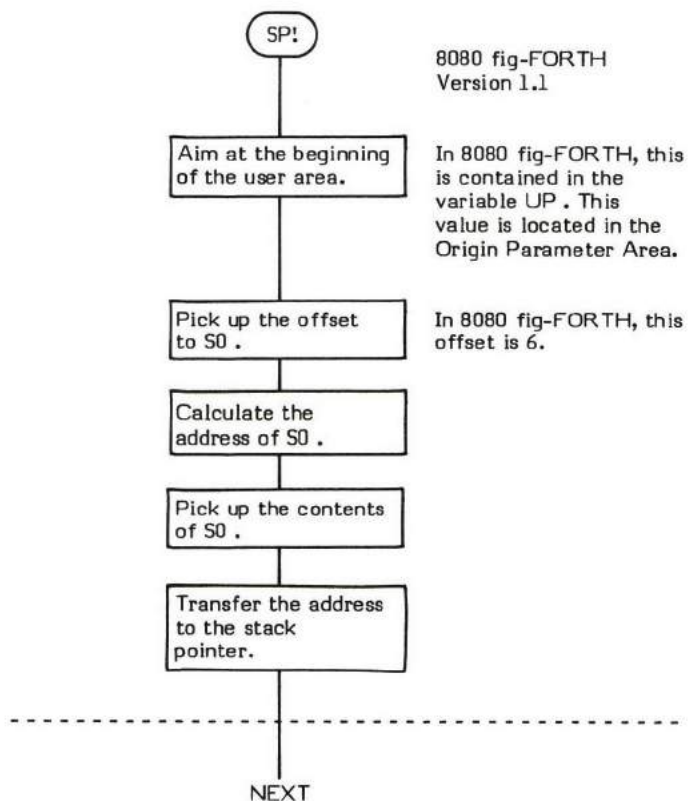 SP!
8080 fig-FORTH
Version 1.1
Aim at the beginning
of the user area.
In 8080 fig-FORTH, this
is contained in the
variable UP . This
value is located in the
Origin Parameter Area.
Pick up the offset
to S0 .
In 8080 fig-FORTH, this
offset is 6.
Calculate the
address of S0 .
Pick up the contents
of S0 .
Transfer the address
to the stack
pointer.
NEXT